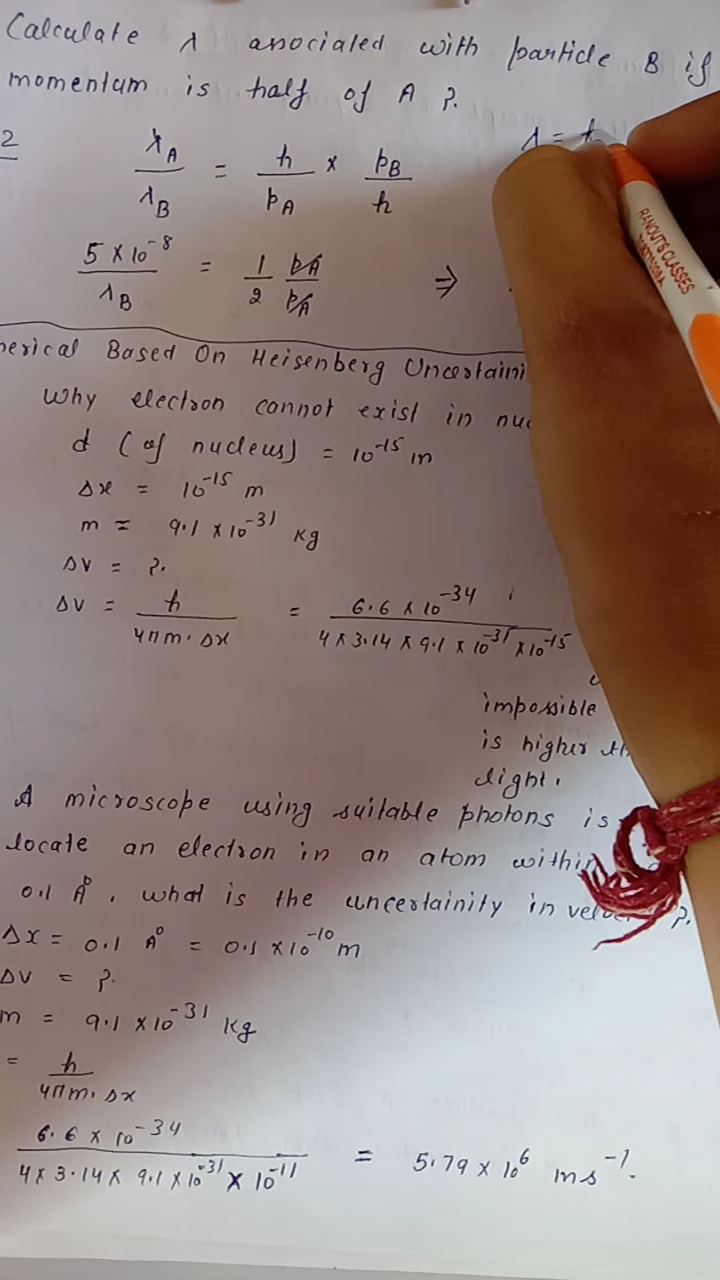 Calculate λ anociated with particle B if
momentum is half of A ?.
2
λA / λB = h / pA × pB / h
λ = h
5 × 10⁻⁸ / λB = 1/2 pA / pA ⇒
RANOUTS CLASSES
erical Based On Heisenberg Uncertaini
Why electron cannot exist in nuc
d (of nucleus) = 10⁻¹⁵ m
Δx = 10⁻¹⁵ m
m = 9.1 × 10⁻³¹ kg
ΔV = ?.
ΔV = h / 4πm.Δx = 6.6 × 10⁻³⁴ / 4 × 3.14 × 9.1 × 10⁻³¹ × 10⁻¹⁵
impossible
is higher th
light.
A microscope using suitable photons is
locate an electron in an atom within
0.1 A°. what is the uncertainity in velo ?.
Δx = 0.1 A° = 0.1 × 10⁻¹⁰ m
ΔV = ?.
m = 9.1 × 10⁻³¹ kg
= h / 4πm.Δx
6.6 × 10⁻³⁴ / 4 × 3.14 × 9.1 × 10⁻³¹ × 10⁻¹¹ = 5.79 × 10⁶ ms⁻¹.